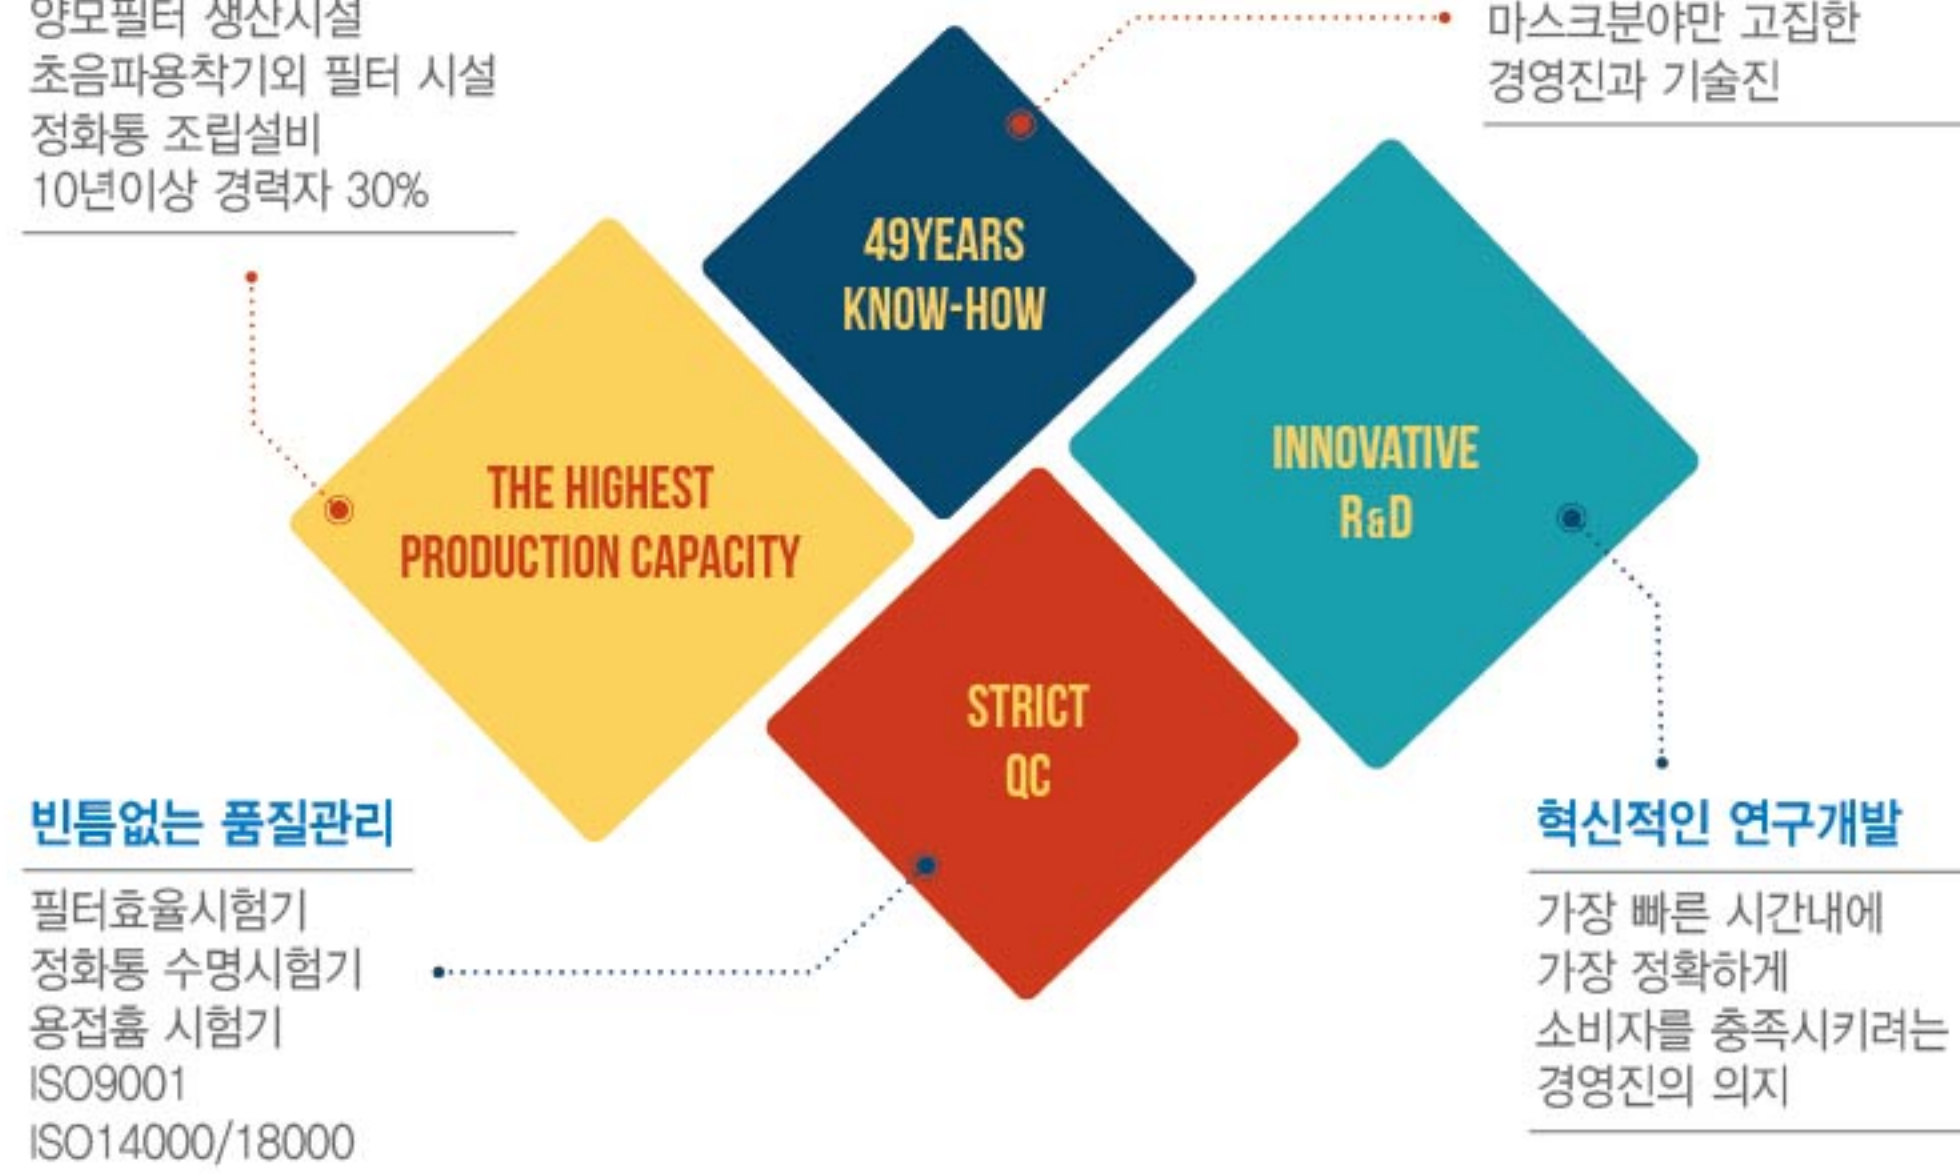 양모필터 생산시설
초음파용착기외 필터 시설
정화통 조립설비
10년이상 경력자 30%
마스크분야만 고집한
경영진과 기술진
49YEARS
KNOW-HOW
THE HIGHEST
PRODUCTION CAPACITY
INNOVATIVE
R&D
STRICT
QC
빈틈없는 품질관리
필터효율시험기
정화통 수명시험기
용접흄 시험기
ISO9001
ISO14000/18000
혁신적인 연구개발
가장 빠른 시간내에
가장 정확하게
소비자를 충족시키려는
경영진의 의지